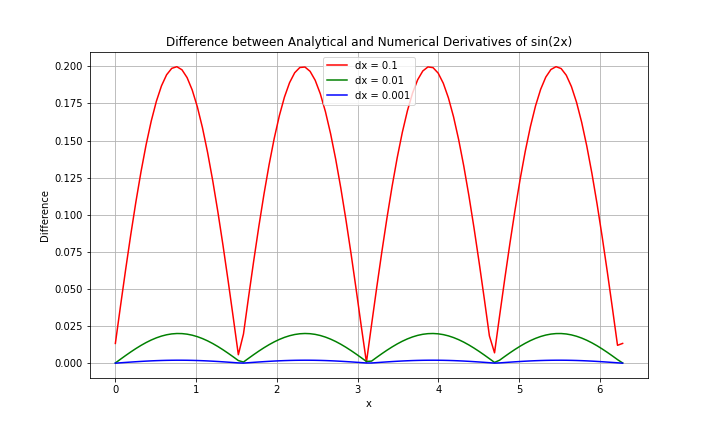 Difference between Analytical and Numerical Derivatives of sin(2x)
dx = 0.1
dx = 0.01
dx = 0.001
Difference
0.200
0.175
0.150
0.125
0.100
0.075
0.050
0.025
0.000
0 1 2 3 4 5 6
x